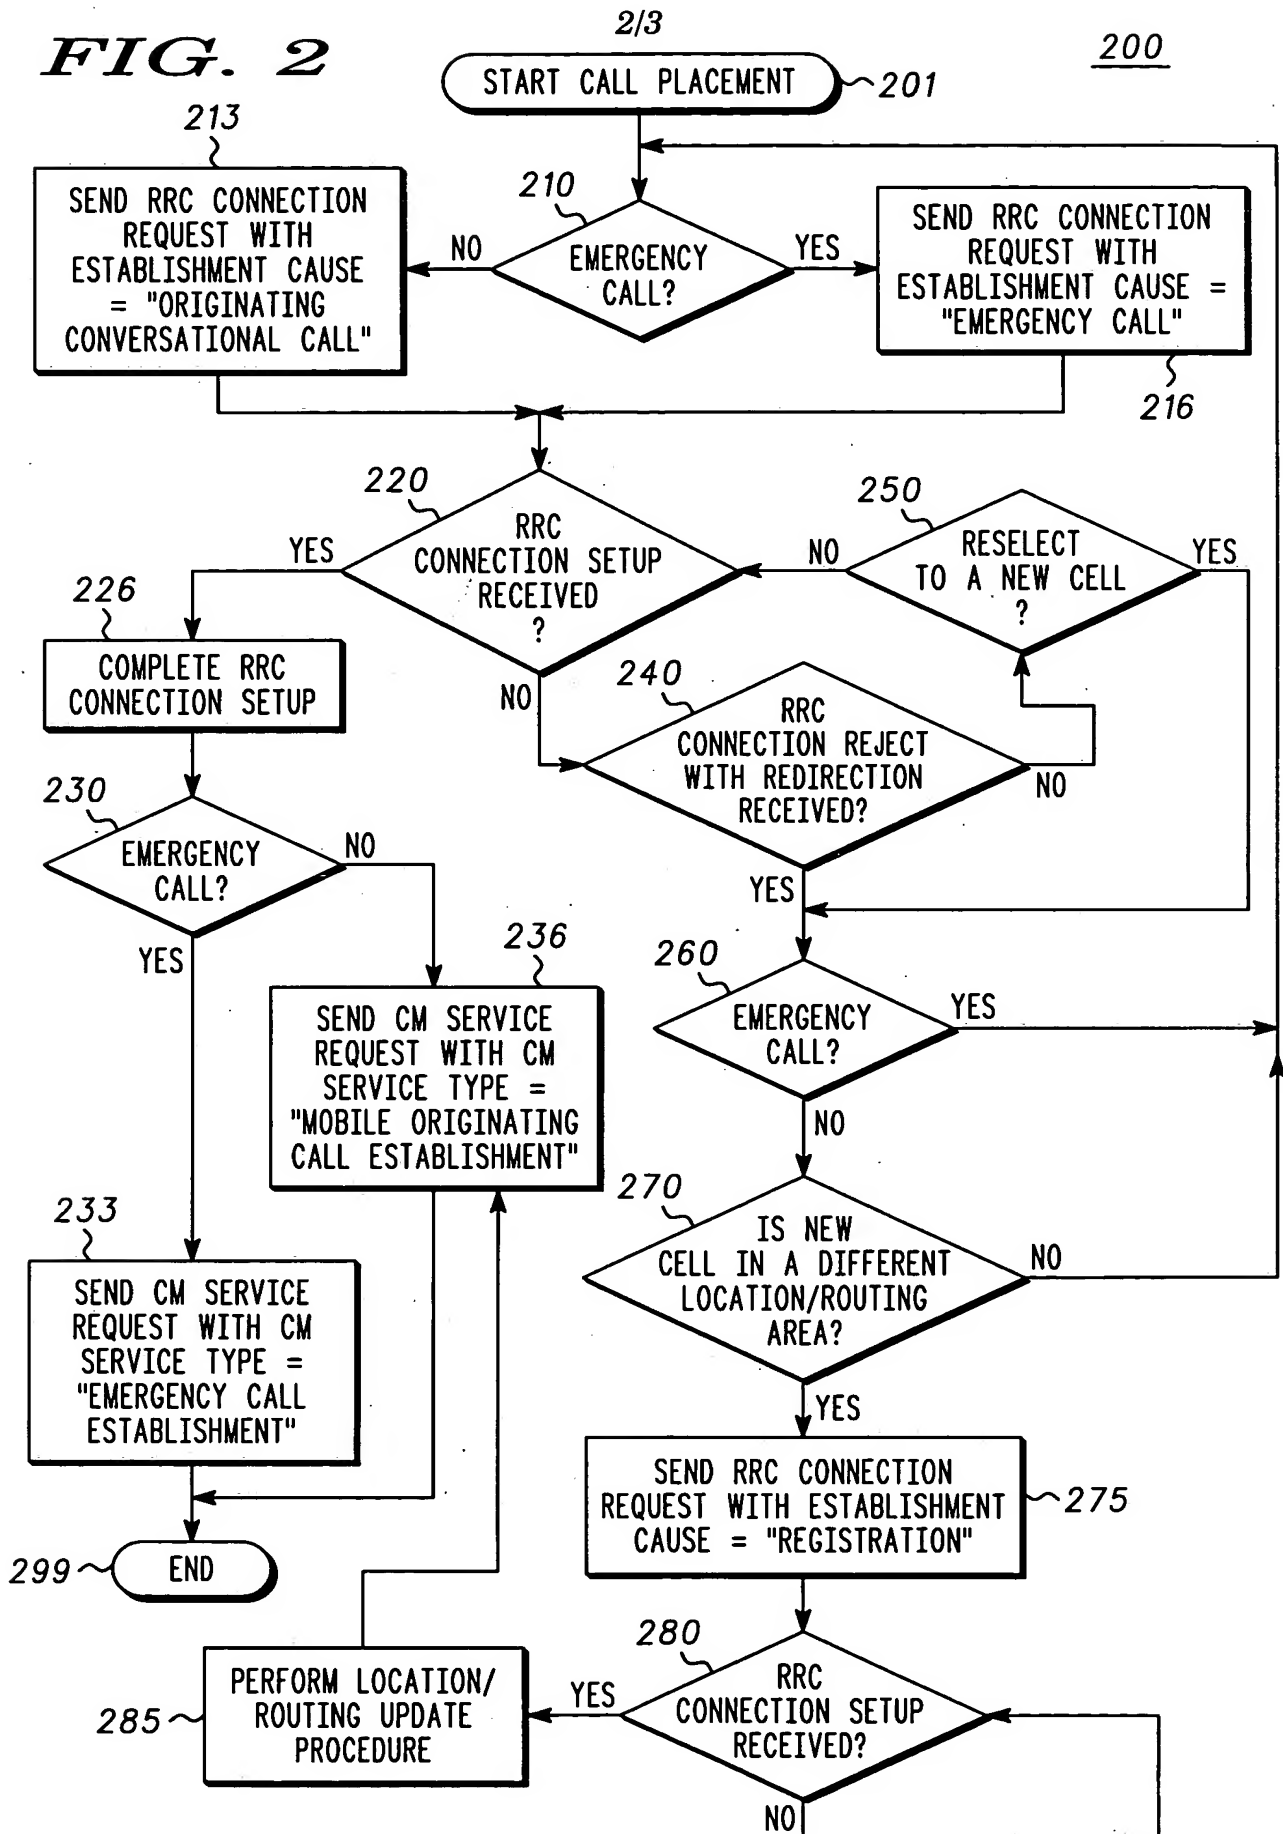 2/3
FIG. 2
200
START CALL PLACEMENT
201
213
SEND RRC CONNECTION
REQUEST WITH
ESTABLISHMENT CAUSE
= "ORIGINATING
CONVERSATIONAL CALL"
210
NO
EMERGENCY
CALL?
YES
SEND RRC CONNECTION
REQUEST WITH
ESTABLISHMENT CAUSE =
"EMERGENCY CALL"
216
220
YES
RRC
CONNECTION SETUP
RECEIVED
?
NO
250
NO
RESELECT
TO A NEW CELL
?
YES
226
COMPLETE RRC
CONNECTION SETUP
240
RRC
CONNECTION REJECT
WITH REDIRECTION
RECEIVED?
NO
YES
230
EMERGENCY
CALL?
NO
YES
236
SEND CM SERVICE
REQUEST WITH CM
SERVICE TYPE =
"MOBILE ORIGINATING
CALL ESTABLISHMENT"
260
EMERGENCY
CALL?
YES
NO
270
IS NEW
CELL IN A DIFFERENT
LOCATION/ROUTING
AREA?
NO
YES
233
SEND CM SERVICE
REQUEST WITH CM
SERVICE TYPE =
"EMERGENCY CALL
ESTABLISHMENT"
SEND RRC CONNECTION
REQUEST WITH ESTABLISHMENT
CAUSE = "REGISTRATION"
275
299
END
280
RRC
CONNECTION SETUP
RECEIVED?
YES
NO
285
PERFORM LOCATION/
ROUTING UPDATE
PROCEDURE